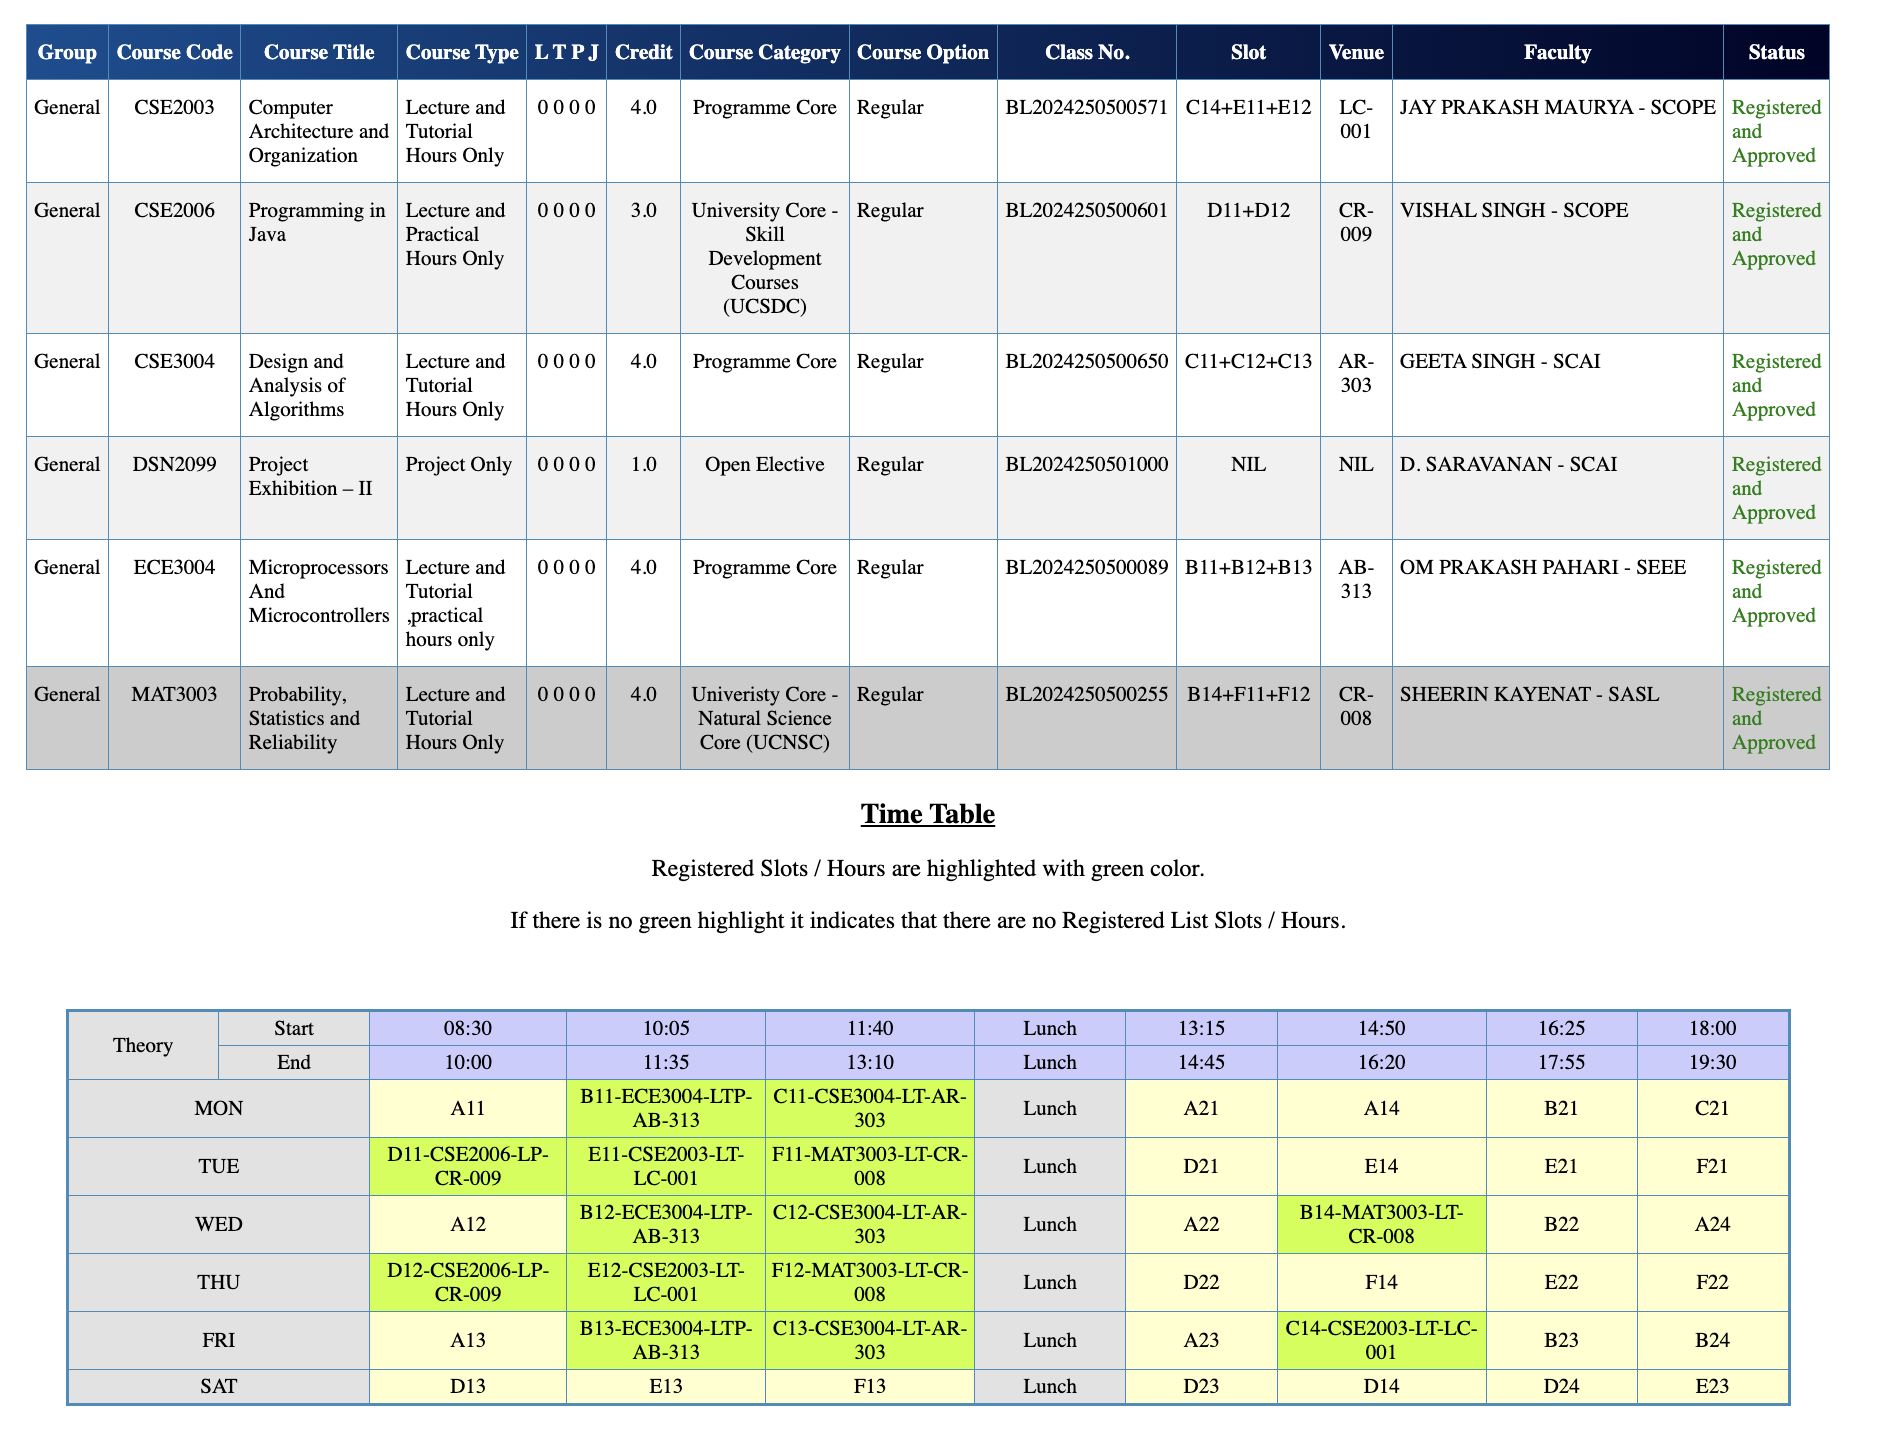 Group Course Code Course Title Course Type L T P J Credit Course Category Course Option Class No. Slot Venue Faculty Status
General CSE2003 Computer Lecture and 0 0 0 0 4.0 Programme Core Regular BL2024250500571 C14+E11+E12 LC- JAY PRAKASH MAURYA - SCOPE Registered
Architecture and Tutorial 001 and
Organization Hours Only Approved
General CSE2006 Programming in Lecture and 0 0 0 0 3.0 University Core - Regular BL2024250500601 D11+D12 CR- VISHAL SINGH - SCOPE Registered
Java Practical Skill 009 and
Hours Only Development Approved
Courses
(UCSDC)
General CSE3004 Design and Lecture and 0 0 0 0 4.0 Programme Core Regular BL2024250500650 C11+C12+C13 AR- GEETA SINGH - SCAI Registered
Analysis of Tutorial 303 and
Algorithms Hours Only Approved
General DSN2099 Project Project Only 0 0 0 0 1.0 Open Elective Regular BL2024250501000 NIL NIL D. SARAVANAN - SCAI Registered
Exhibition – II and
Approved
General ECE3004 Microprocessors Lecture and 0 0 0 0 4.0 Programme Core Regular BL2024250500089 B11+B12+B13 AB- OM PRAKASH PAHARI - SEEE Registered
And Tutorial 313 and
Microcontrollers ,practical Approved
hours only
General MAT3003 Probability, Lecture and 0 0 0 0 4.0 Univeristy Core - Regular BL2024250500255 B14+F11+F12 CR- SHEERIN KAYENAT - SASL Registered
Statistics and Tutorial Natural Science 008 and
Reliability Hours Only Core (UCNSC) Approved
Time Table
Registered Slots / Hours are highlighted with green color.
If there is no green highlight it indicates that there are no Registered List Slots / Hours.
Theory Start 08:30 10:05 11:40 Lunch 13:15 14:50 16:25 18:00
End 10:00 11:35 13:10 Lunch 14:45 16:20 17:55 19:30
MON A11 B11-ECE3004-LTP- C11-CSE3004-LT-AR- Lunch A21 A14 B21 C21
AB-313 303
TUE D11-CSE2006-LP- E11-CSE2003-LT- F11-MAT3003-LT-CR- Lunch D21 E14 E21 F21
CR-009 LC-001 008
WED A12 B12-ECE3004-LTP- C12-CSE3004-LT-AR- Lunch A22 B14-MAT3003-LT- B22 A24
AB-313 303 CR-008
THU D12-CSE2006-LP- E12-CSE2003-LT- F12-MAT3003-LT-CR- Lunch D22 F14 E22 F22
CR-009 LC-001 008
FRI A13 B13-ECE3004-LTP- C13-CSE3004-LT-AR- Lunch A23 C14-CSE2003-LT-LC- B23 B24
AB-313 303 001
SAT D13 E13 F13 Lunch D23 D14 D24 E23